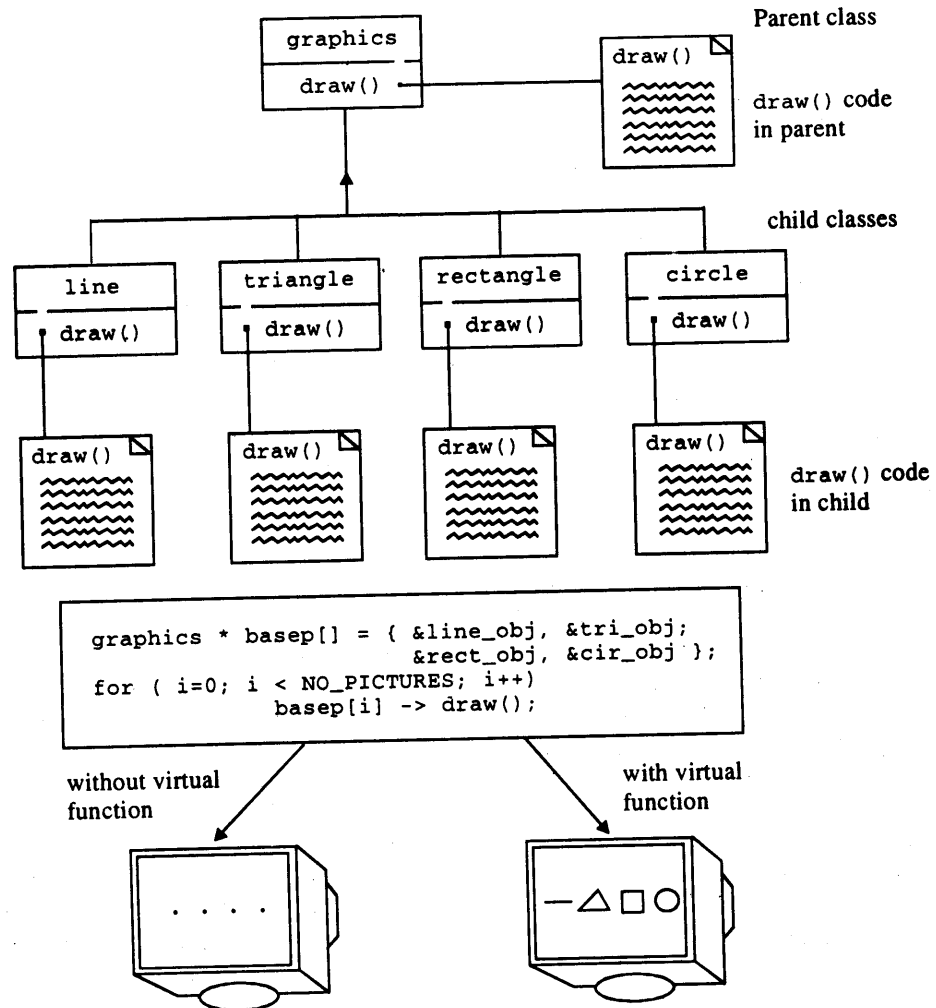 Parent class
graphics
draw()
draw()
draw() code
in parent
child classes
line
triangle
rectangle
circle
draw()
draw()
draw()
draw()
draw()
draw()
draw()
draw()
draw() code
in child
graphics * basep[] = { &line_obj, &tri_obj;
&rect_obj, &cir_obj };
for ( i=0; i < NO_PICTURES; i++)
basep[i] -> draw();
without virtual
function
with virtual
function